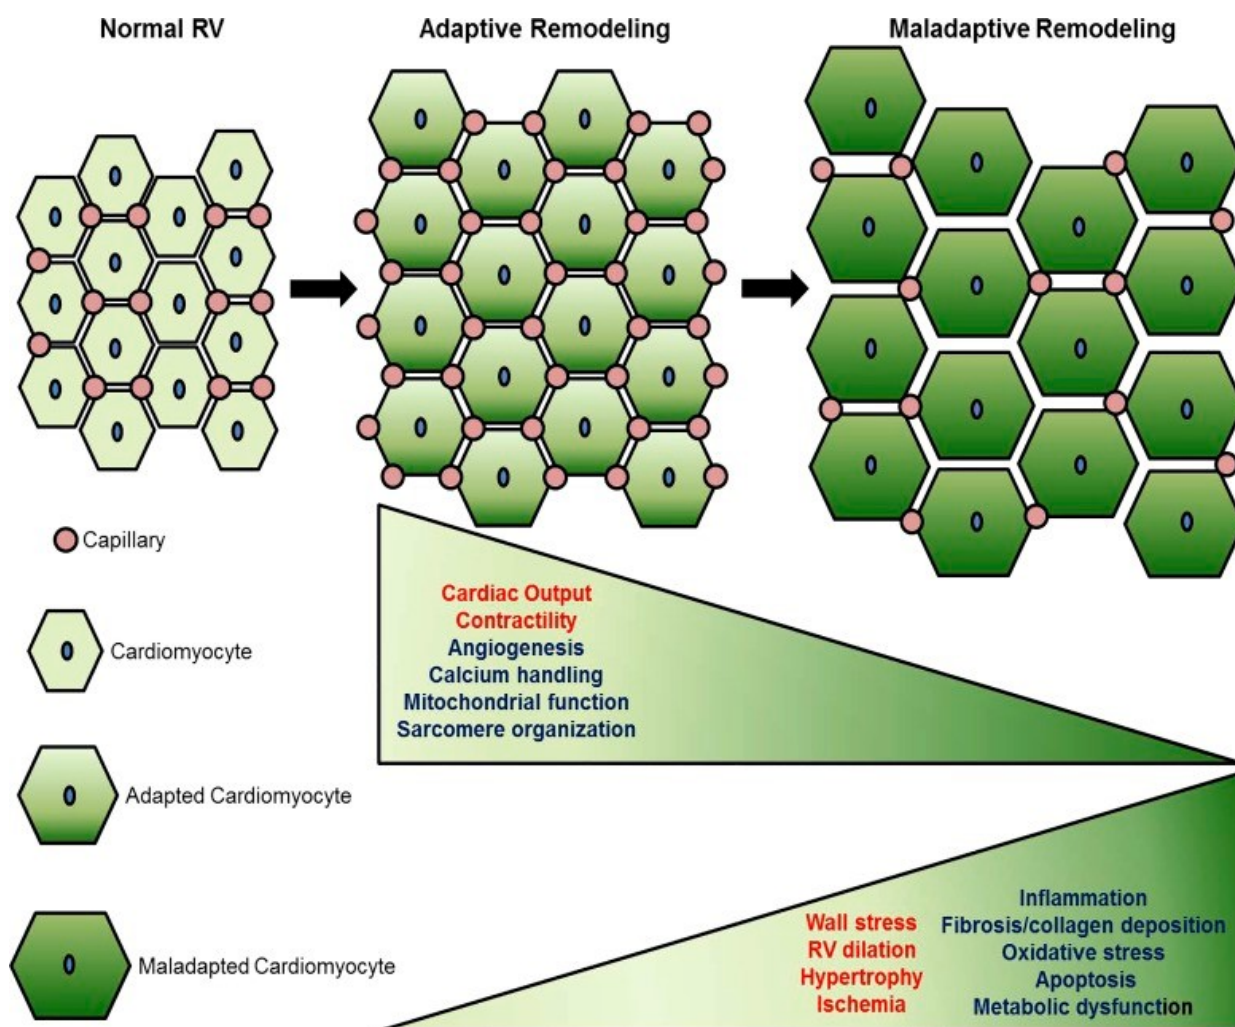 Normal RV
Adaptive Remodeling
Maladaptive Remodeling
Capillary
Cardiomyocyte
Adapted Cardiomyocyte
Maladapted Cardiomyocyte
Cardiac Output
Contractility
Angiogenesis
Calcium handling
Mitochondrial function
Sarcomere organization
Wall stress
RV dilation
Hypertrophy
Ischemia
Inflammation
Fibrosis/collagen deposition
Oxidative stress
Apoptosis
Metabolic dysfunction